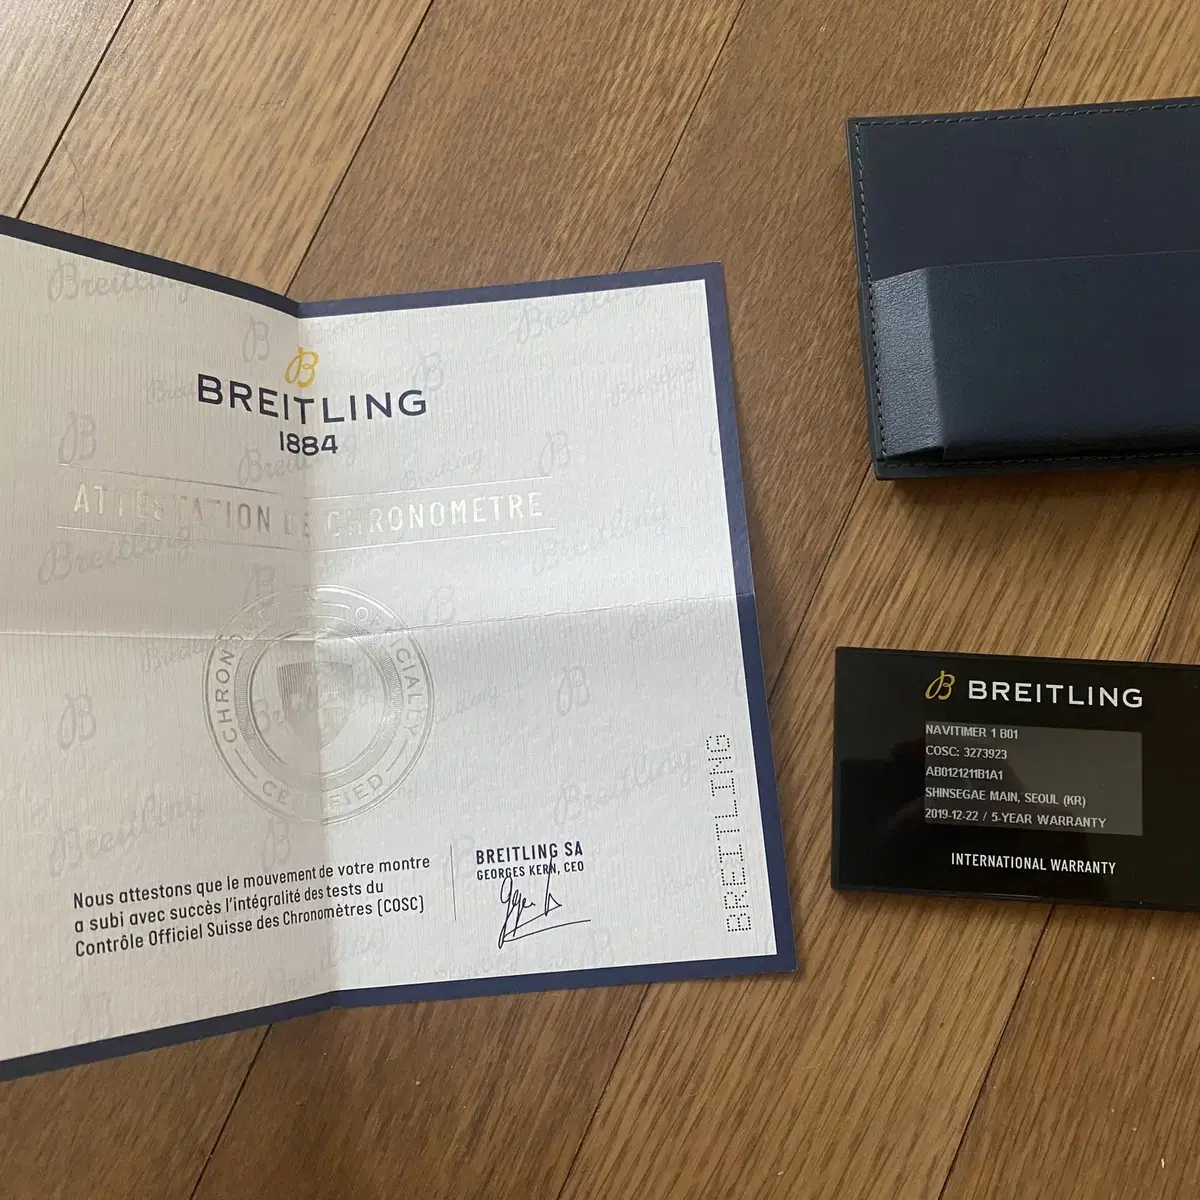 BREITLING
1884
ATTESTATION DE CHRONOMETRE
CHRONOMETER OFFICIALLY
CERTIFIED
Nous attestons que le mouvement de votre montre
a subi avec succès l'intégralité des tests du
Contrôle Officiel Suisse des Chronomètres (COSC)
BREITLING SA
GEORGES KERN, CEO
BREITLING
B BREITLING
NAVITIMER 1 B01
COSC: 3273923
AB0121211B1A1
SHINSEGAE MAIN, SEOUL (KR)
2019-12-22 / 5-YEAR WARRANTY
INTERNATIONAL WARRANTY